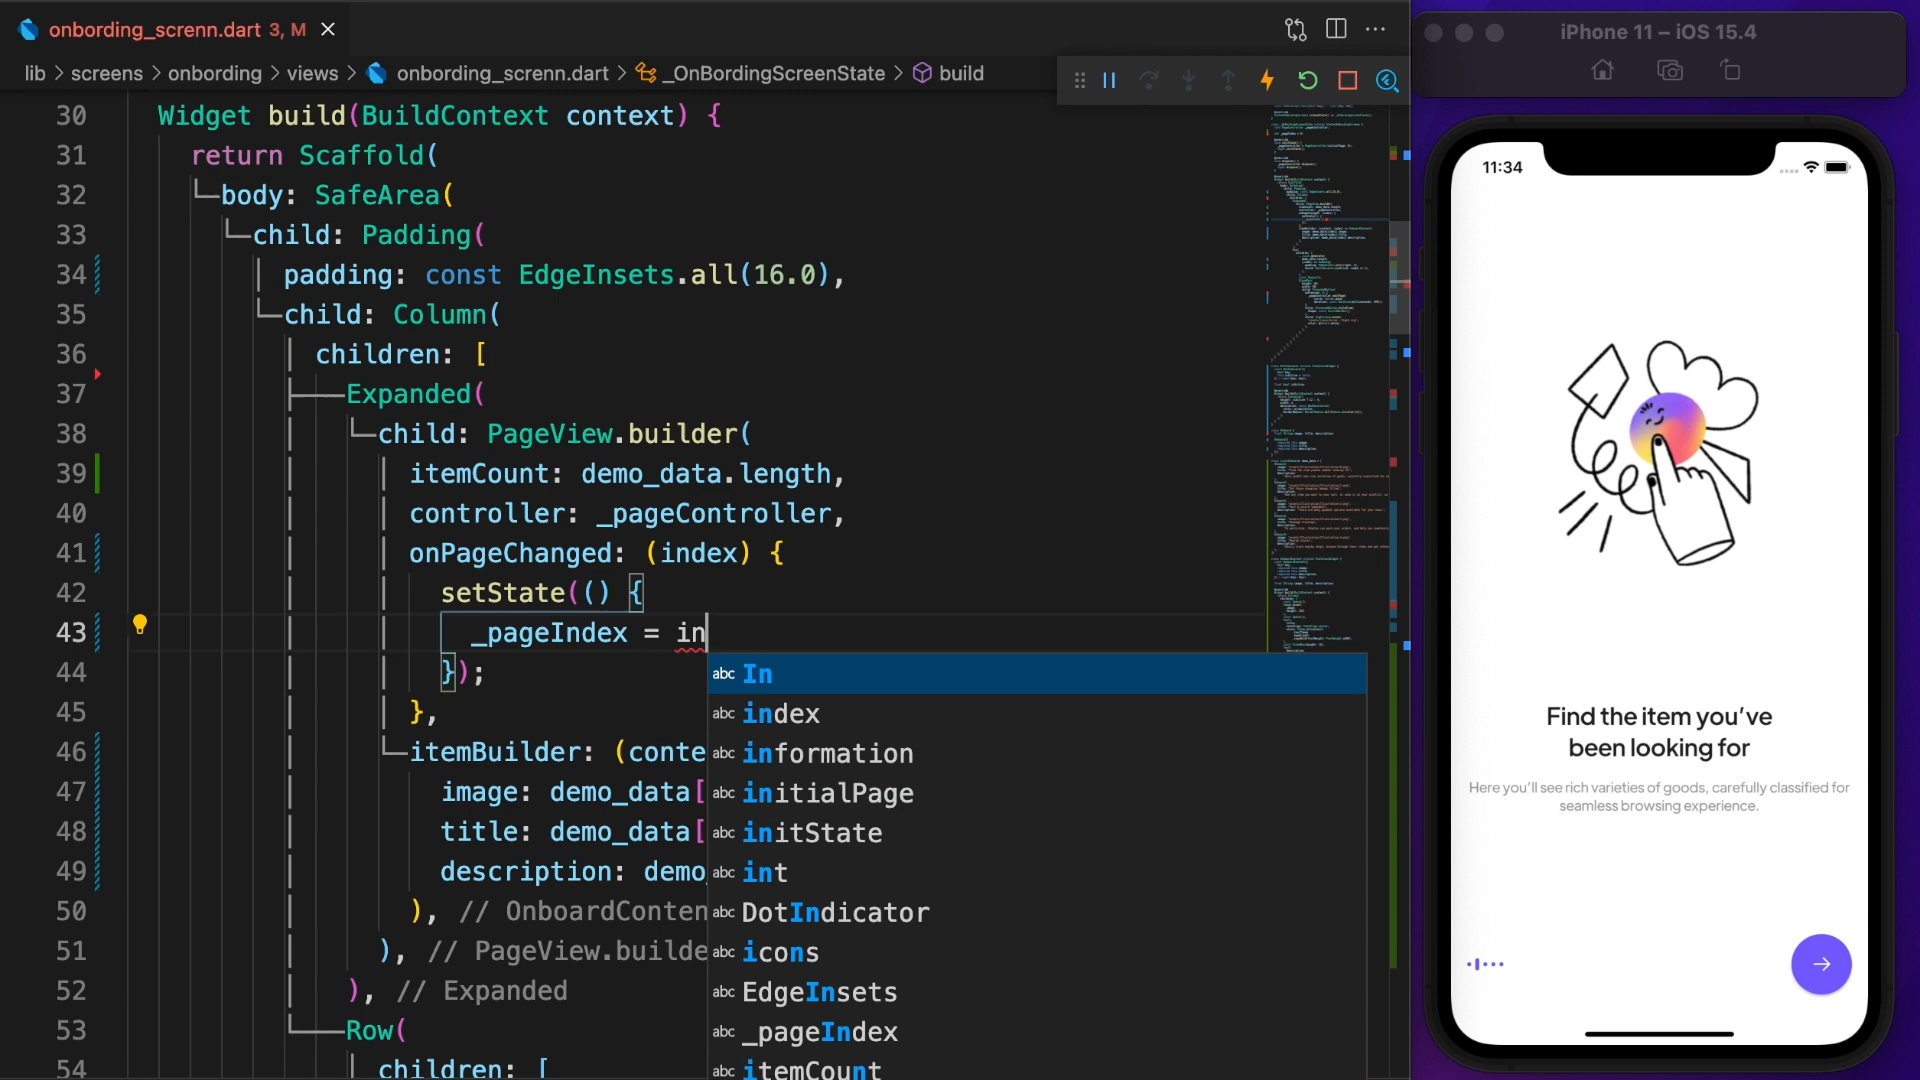 onbording_screnn.dart 3, M
lib > screens > onbording > views > onbording_screnn.dart > _OnBordingScreenState > build
30 Widget build(BuildContext context) {
31 return Scaffold(
32 body: SafeArea(
33 child: Padding(
34 padding: const EdgeInsets.all(16.0),
35 child: Column(
36 children: [
37 Expanded(
38 child: PageView.builder(
39 itemCount: demo_data.length,
40 controller: _pageController,
41 onPageChanged: (index) {
42 setState(() {
43 _pageIndex = in
44 });
45 },
46 itemBuilder: (conte
47 image: demo_data[
48 title: demo_data[
49 description: demo_
50 ), // OnboardConten
51 ), // PageView.builde
52 ), // Expanded
53 Row(
54 children: [
abc In
abc index
abc information
abc initialPage
abc initState
abc int
abc DotIndicator
abc icons
abc EdgeInsets
abc _pageIndex
abc itemCount
iPhone 11 – iOS 15.4
11:34
Find the item you've
been looking for
Here you'll see rich varieties of goods, carefully classified for
seamless browsing experience.